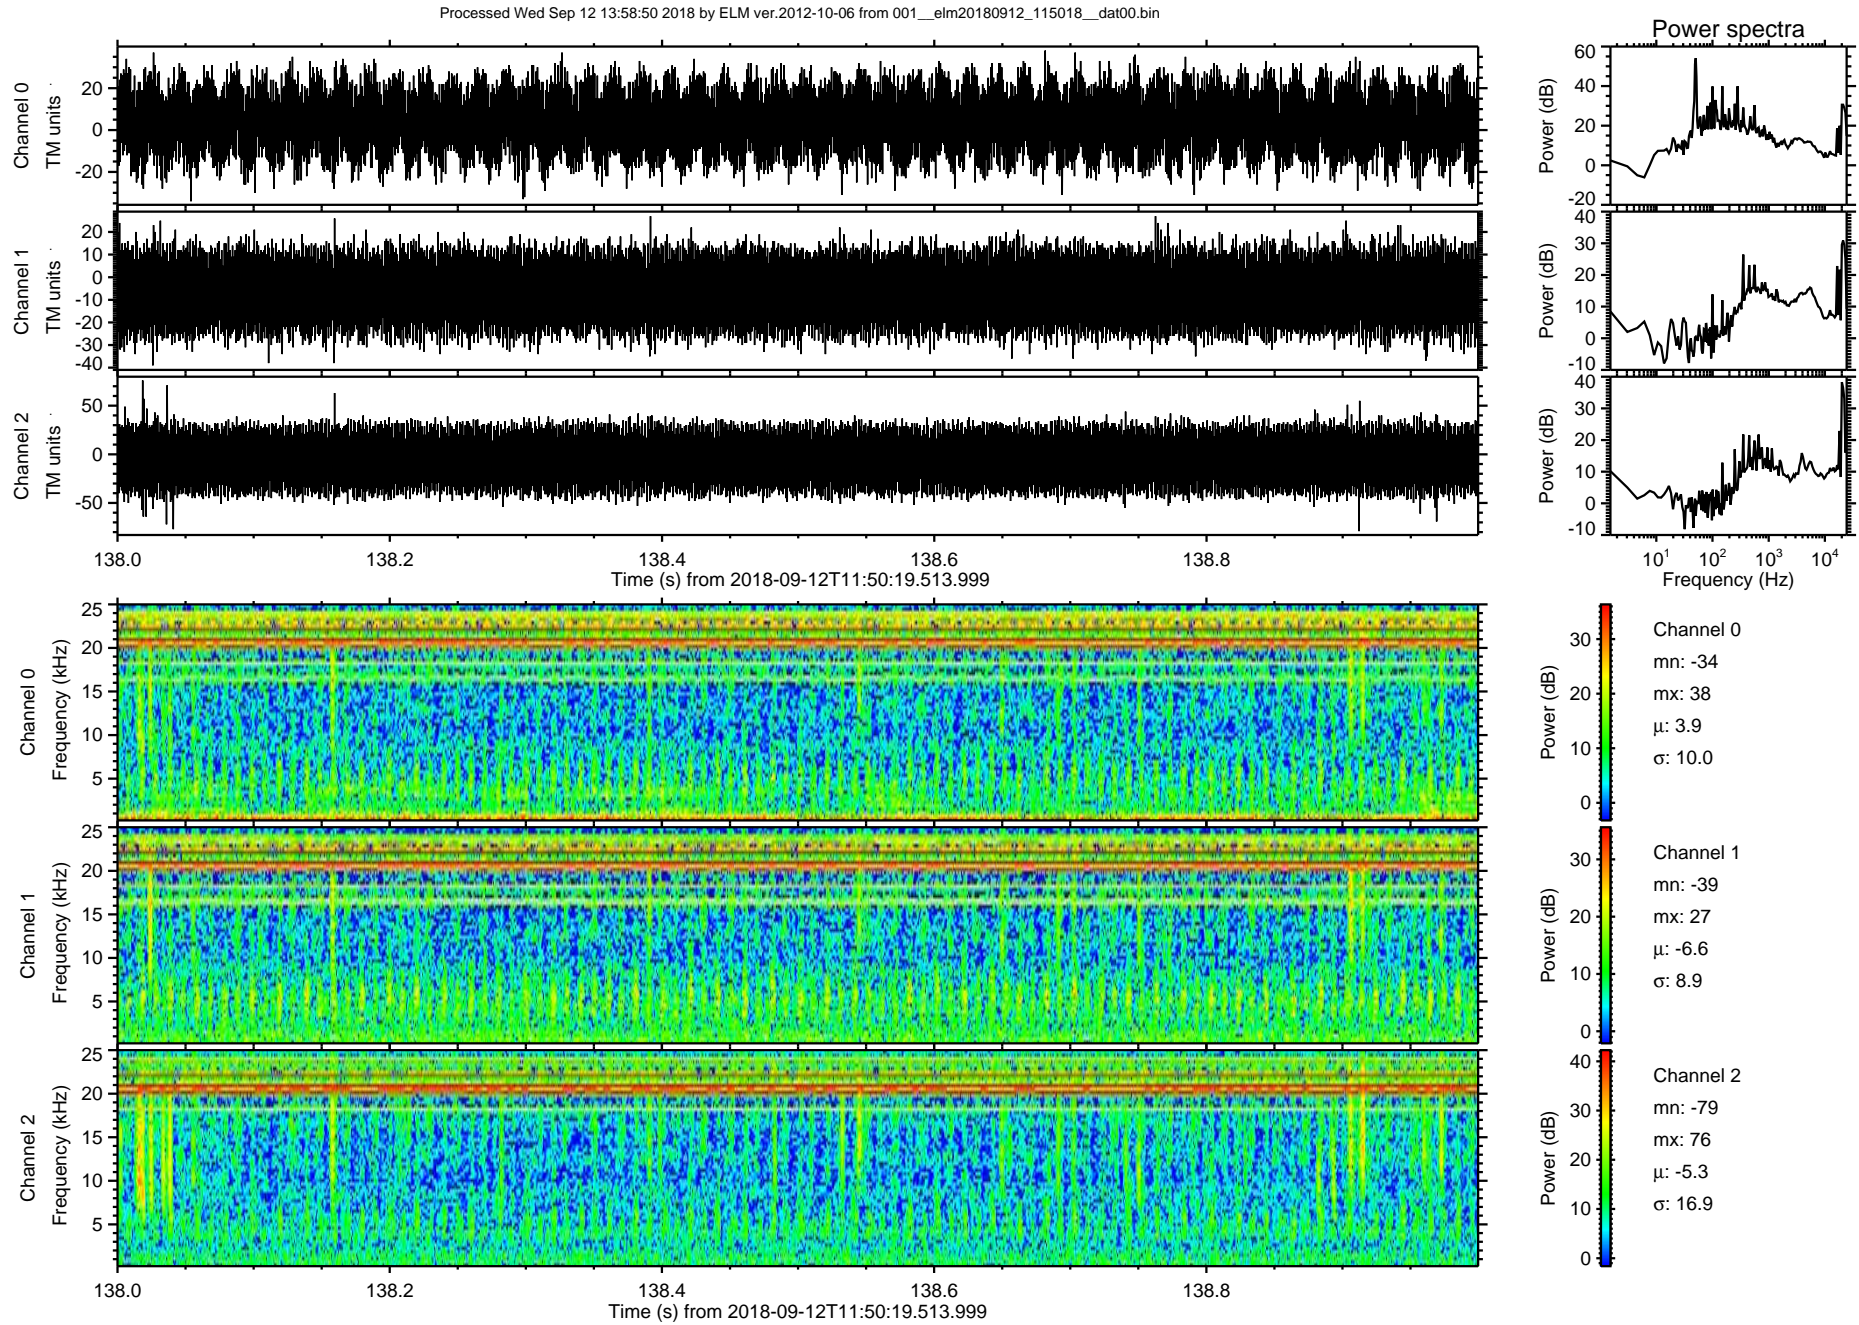 Processed Wed Sep 12 13:58:50 2018 by ELM ver.2012-10-06 from 001__elm20180912_115018__dat00.bin
Power spectra
Channel 0
TM units
20
0
-20
Power (dB)
60
40
20
0
-20
Channel 1
TM units
20
10
0
-10
-20
-30
-40
Power (dB)
40
30
20
10
0
-10
Channel 2
TM units
50
0
-50
Power (dB)
40
30
20
10
0
-10
138.0 138.2 138.4 138.6 138.8
Time (s) from 2018-09-12T11:50:19.513.999
10^1 10^2 10^3 10^4
Frequency (Hz)
Channel 0
Frequency (kHz)
25
20
15
10
5
Power (dB)
30
20
10
0
Channel 0
mn: -34
mx: 38
μ: 3.9
σ: 10.0
Channel 1
Frequency (kHz)
25
20
15
10
5
Power (dB)
30
20
10
0
Channel 1
mn: -39
mx: 27
μ: -6.6
σ: 8.9
Channel 2
Frequency (kHz)
25
20
15
10
5
Power (dB)
40
30
20
10
0
Channel 2
mn: -79
mx: 76
μ: -5.3
σ: 16.9
138.0 138.2 138.4 138.6 138.8
Time (s) from 2018-09-12T11:50:19.513.999